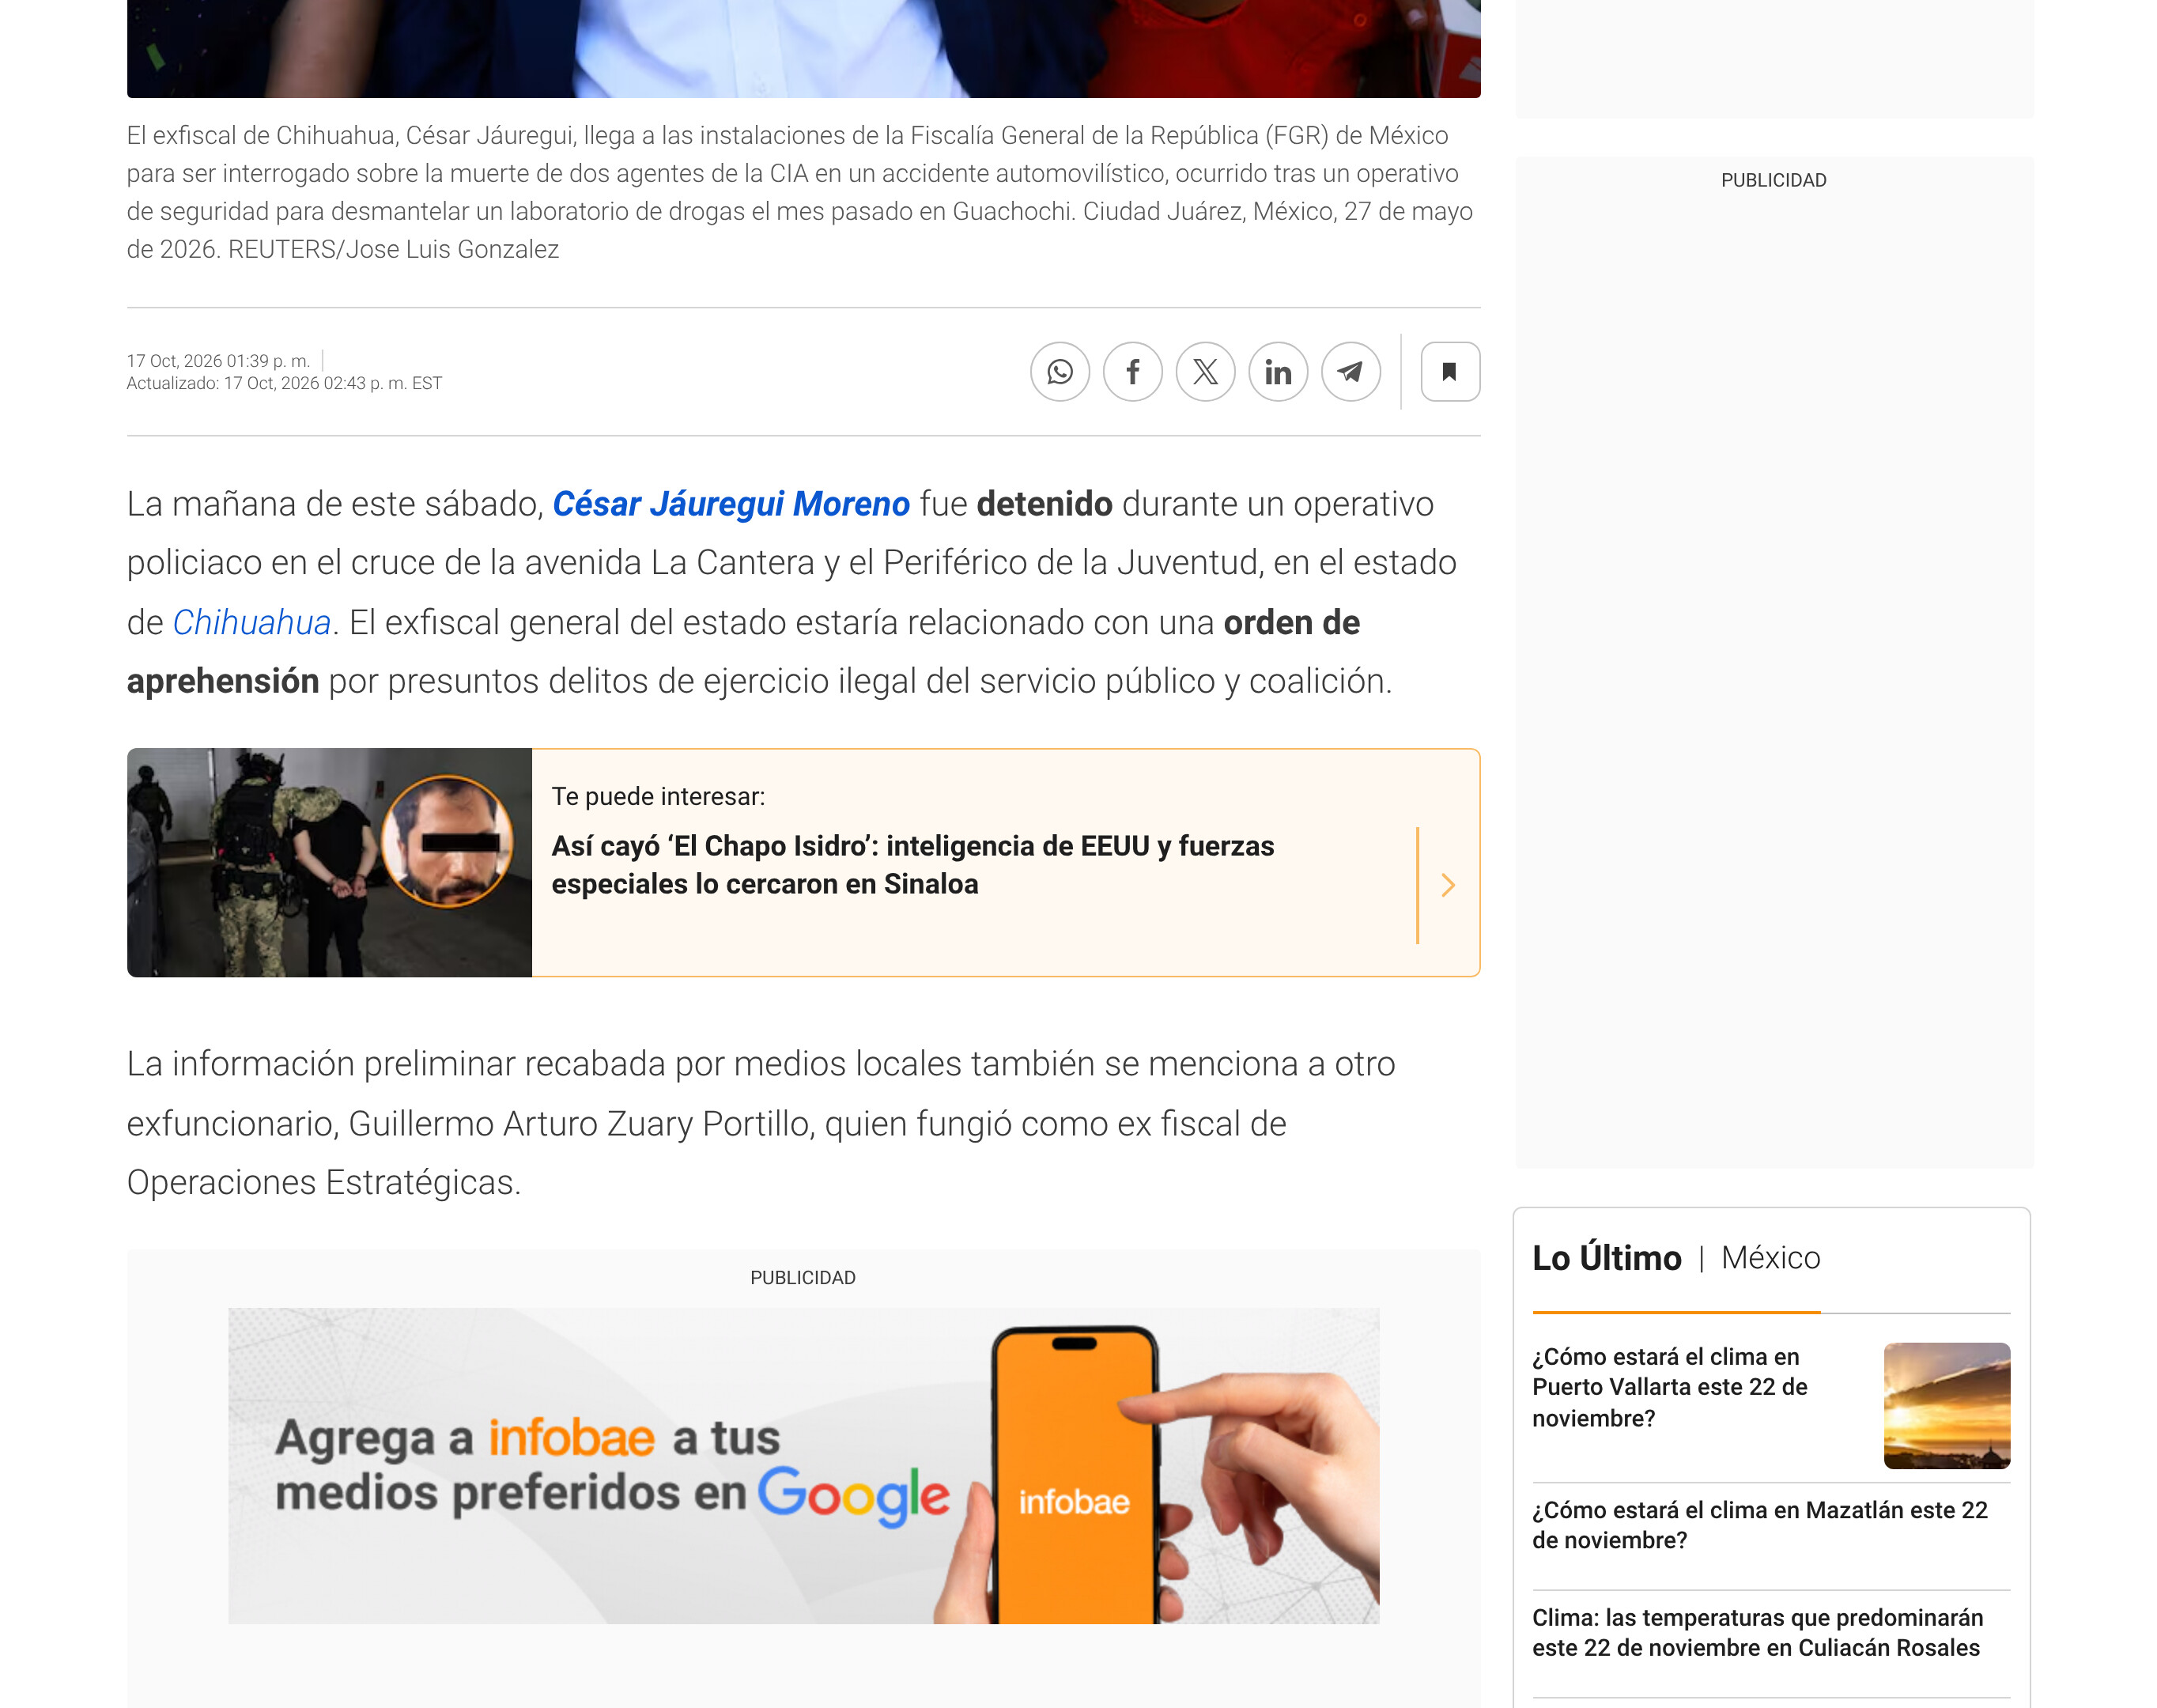 El exfiscal de Chihuahua, César Jáuregui, llega a las instalaciones de la Fiscalía General de la República (FGR) de México
para ser interrogado sobre la muerte de dos agentes de la CIA en un accidente automovilístico, ocurrido tras un operativo
de seguridad para desmantelar un laboratorio de drogas el mes pasado en Guachochi. Ciudad Juárez, México, 27 de mayo
de 2026. REUTERS/Jose Luis Gonzalez
17 Oct, 2026 01:39 p. m.
Actualizado: 17 Oct, 2026 02:43 p. m. EST
La mañana de este sábado, César Jáuregui Moreno fue detenido durante un operativo
policiaco en el cruce de la avenida La Cantera y el Periférico de la Juventud, en el estado
de Chihuahua. El exfiscal general del estado estaría relacionado con una orden de
aprehensión por presuntos delitos de ejercicio ilegal del servicio público y coalición.
Te puede interesar:
Así cayó ‘El Chapo Isidro’: inteligencia de EEUU y fuerzas
especiales lo cercaron en Sinaloa
La información preliminar recabada por medios locales también se menciona a otro
exfuncionario, Guillermo Arturo Zuary Portillo, quien fungió como ex fiscal de
Operaciones Estratégicas.
PUBLICIDAD
Agrega a infobae a tus
medios preferidos en Google
infobae
PUBLICIDAD
Lo Último | México
¿Cómo estará el clima en
Puerto Vallarta este 22 de
noviembre?
¿Cómo estará el clima en Mazatlán este 22
de noviembre?
Clima: las temperaturas que predominarán
este 22 de noviembre en Culiacán Rosales